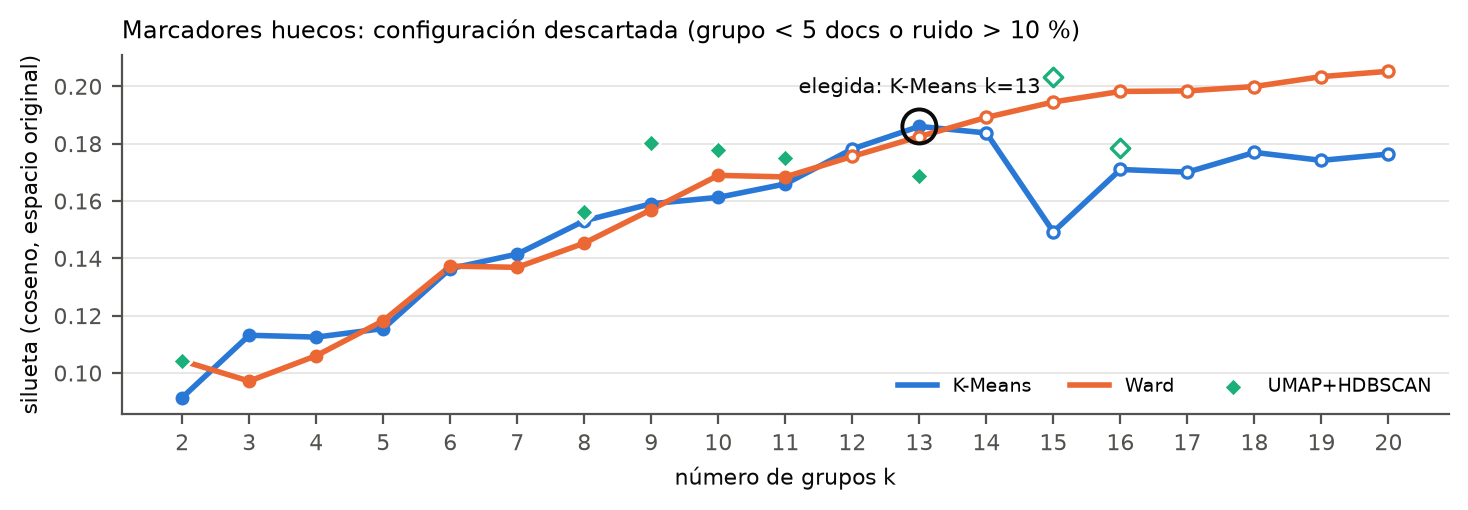 Marcadores huecos: configuración descartada (grupo < 5 docs o ruido > 10 %)
silueta (coseno, espacio original)
0.20
0.18
0.16
0.14
0.12
0.10
elegida: K-Means k=13
K-Means Ward UMAP+HDBSCAN
2 3 4 5 6 7 8 9 10 11 12 13 14 15 16 17 18 19 20
número de grupos k